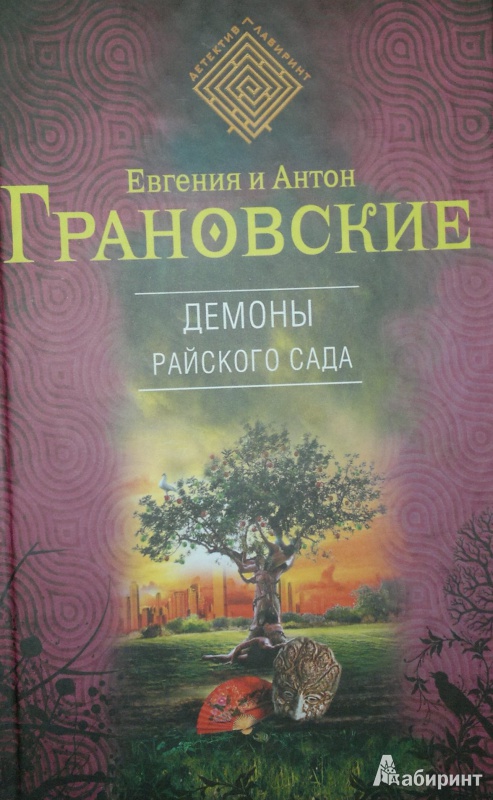 ДЕТЕКТИВ ЛАБИРИНТ
Евгения и Антон
ГРАНОВСКИЕ
ДЕМОНЫ
РАЙСКОГО САДА
Лабиринт